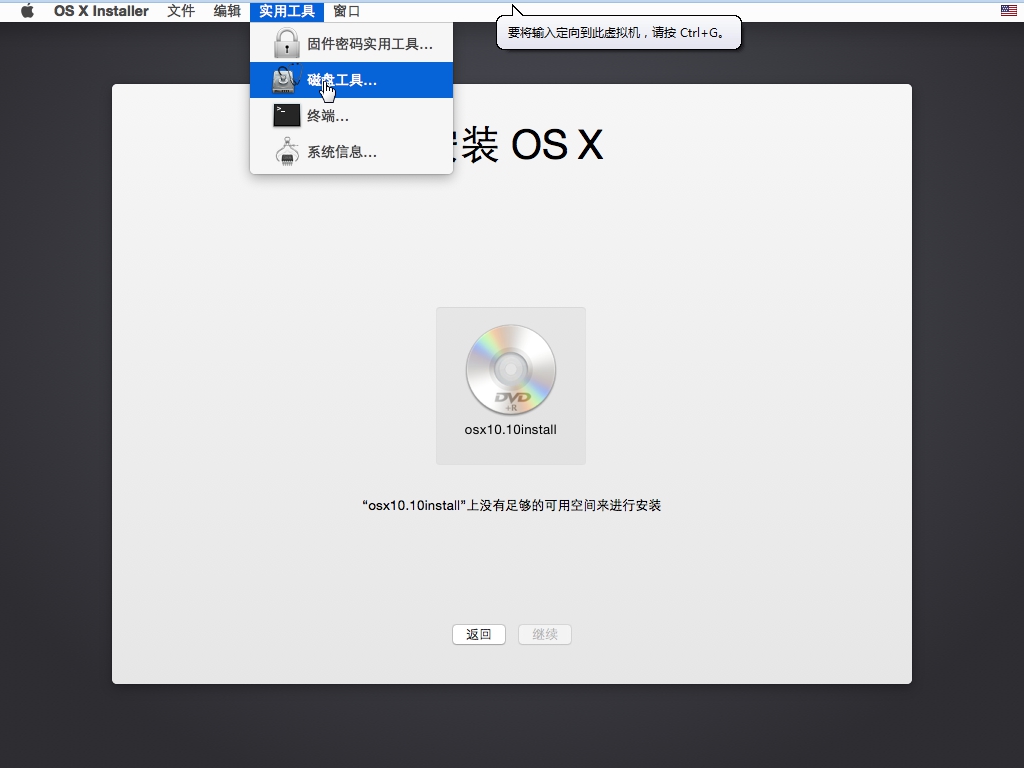 OS X Installer 文件 编辑 实用工具 窗口
要将输入定向到此虚拟机，请按 Ctrl+G。
固件密码实用工具...
磁盘工具...
终端...
系统信息...
装 OS X
DVD
+R
osx10.10install
“osx10.10install”上没有足够的可用空间来进行安装
返回 继续